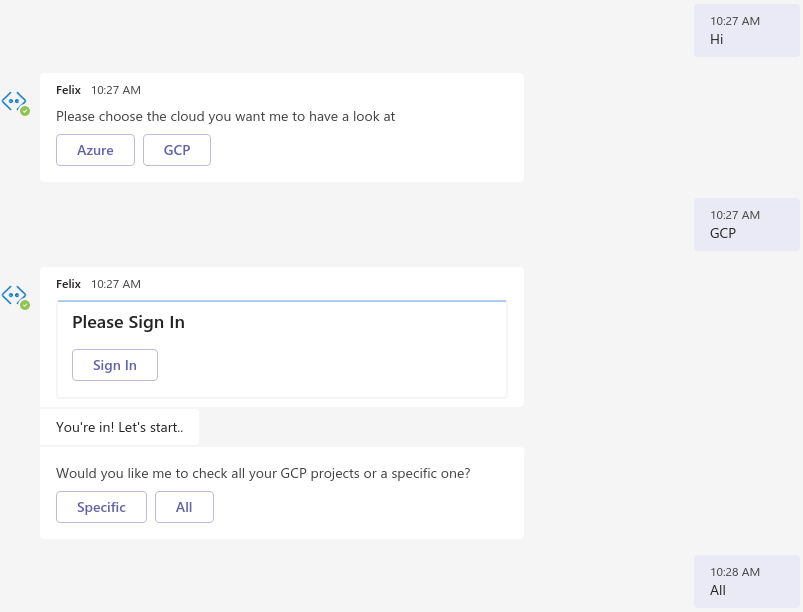 10:27 AM
Hi
Felix 10:27 AM
Please choose the cloud you want me to have a look at
Azure GCP
10:27 AM
GCP
Felix 10:27 AM
Please Sign In
Sign In
You're in! Let's start..
Would you like me to check all your GCP projects or a specific one?
Specific All
10:28 AM
All